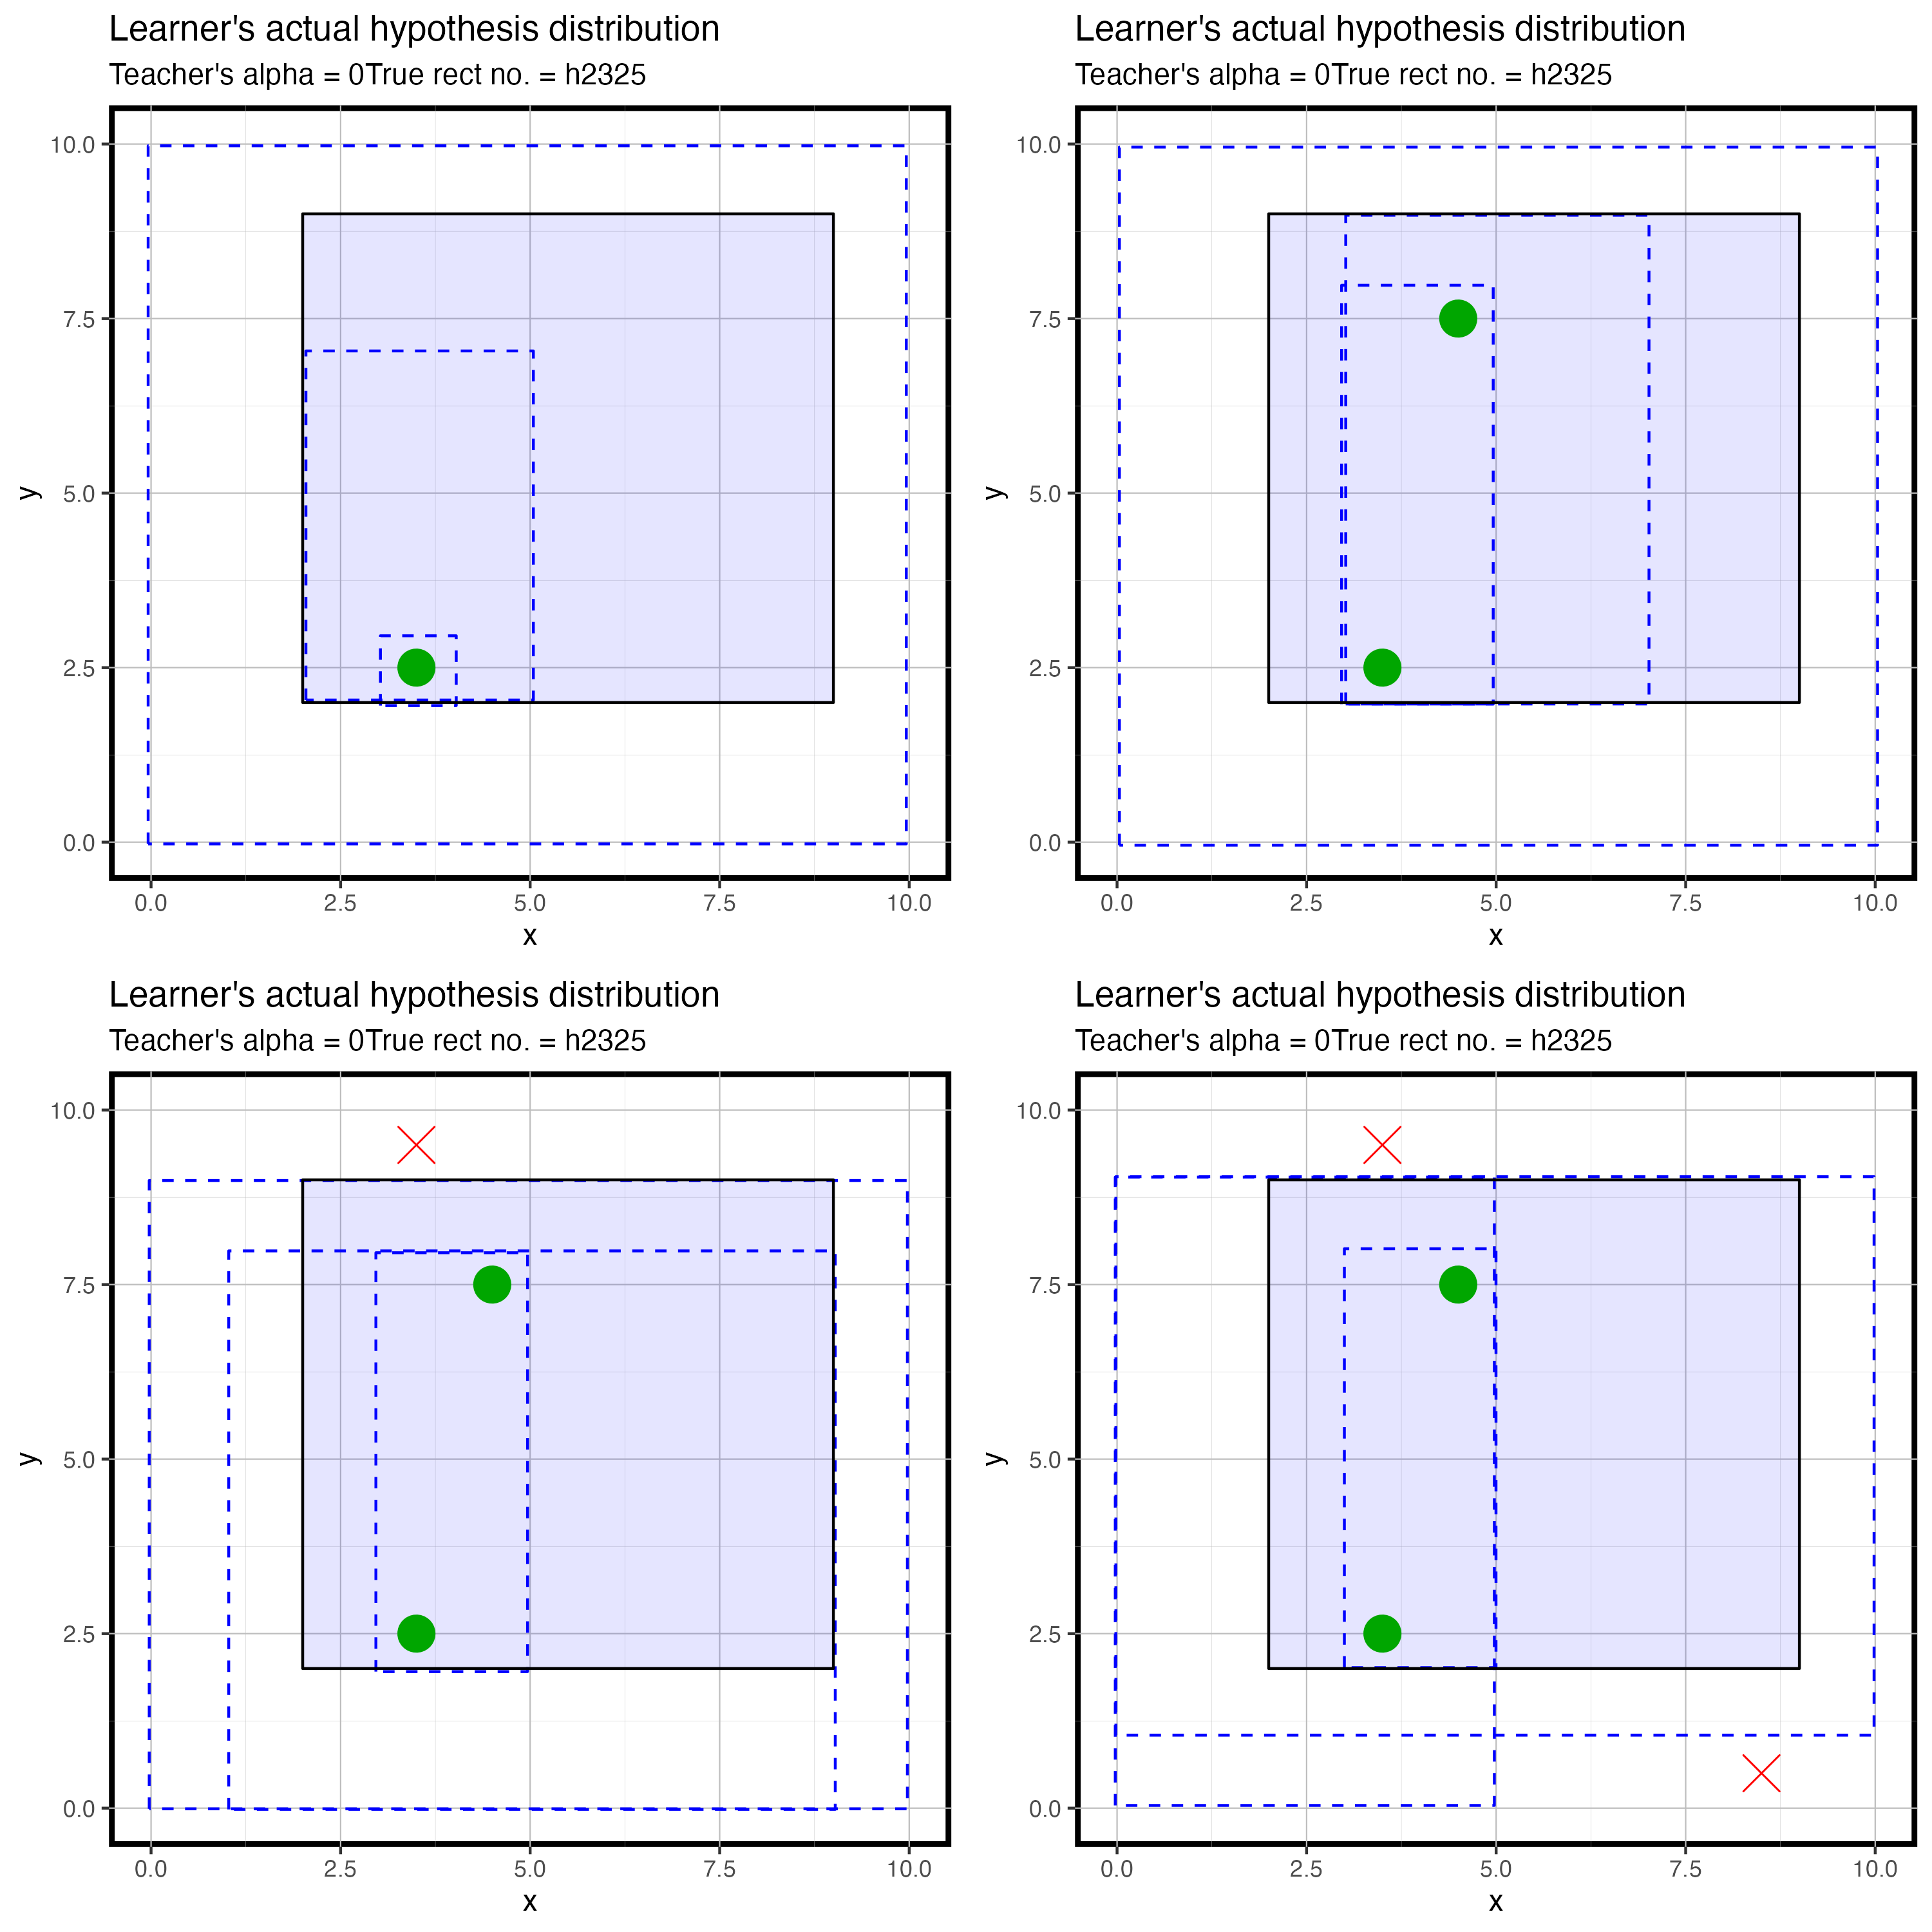 Learner's actual hypothesis distribution
Teacher's alpha = 0True rect no. = h2325
10.0
7.5
5.0
2.5
0.0
y
0.0 2.5 5.0 7.5 10.0
x
Learner's actual hypothesis distribution
Teacher's alpha = 0True rect no. = h2325
10.0
7.5
5.0
2.5
0.0
y
0.0 2.5 5.0 7.5 10.0
x
Learner's actual hypothesis distribution
Teacher's alpha = 0True rect no. = h2325
10.0
7.5
5.0
2.5
0.0
y
0.0 2.5 5.0 7.5 10.0
x
Learner's actual hypothesis distribution
Teacher's alpha = 0True rect no. = h2325
10.0
7.5
5.0
2.5
0.0
y
0.0 2.5 5.0 7.5 10.0
x